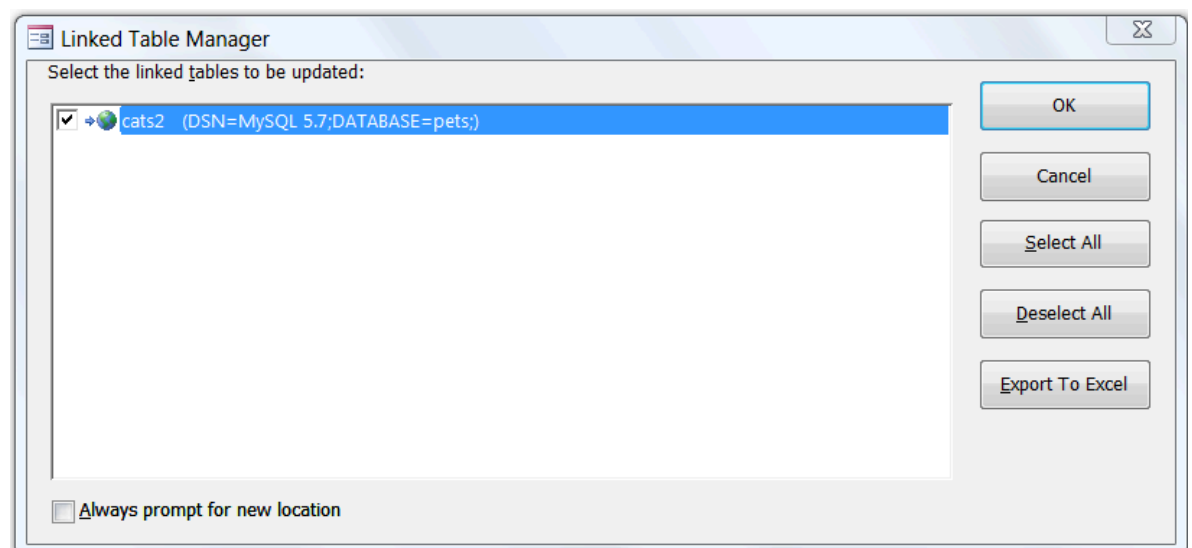 Linked Table Manager
Select the linked tables to be updated:
cats2 (DSN=MySQL 5.7;DATABASE=pets;)
OK
Cancel
Select All
Deselect All
Export To Excel
Always prompt for new location